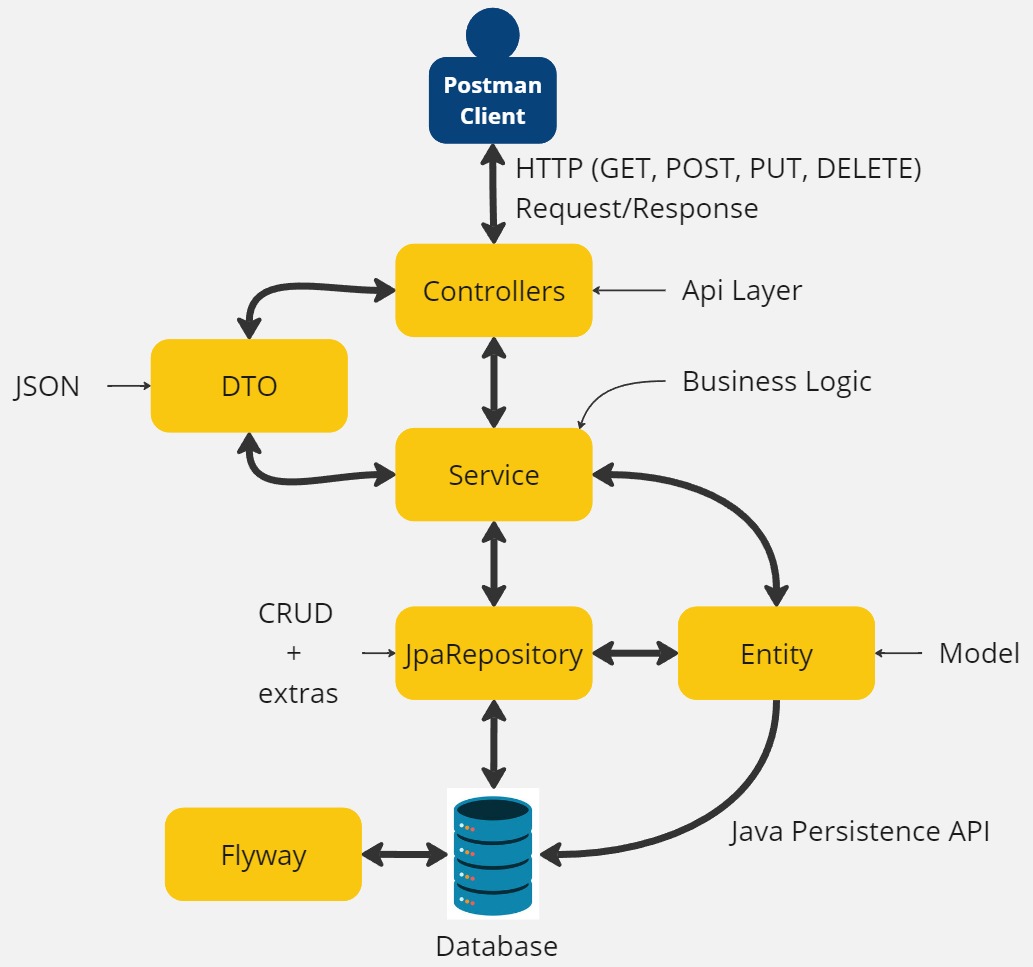 Postman
Client
HTTP (GET, POST, PUT, DELETE)
Request/Response
Controllers
Api Layer
JSON
DTO
Business Logic
Service
CRUD
+
extras
JpaRepository
Entity
Model
Java Persistence API
Flyway
Database